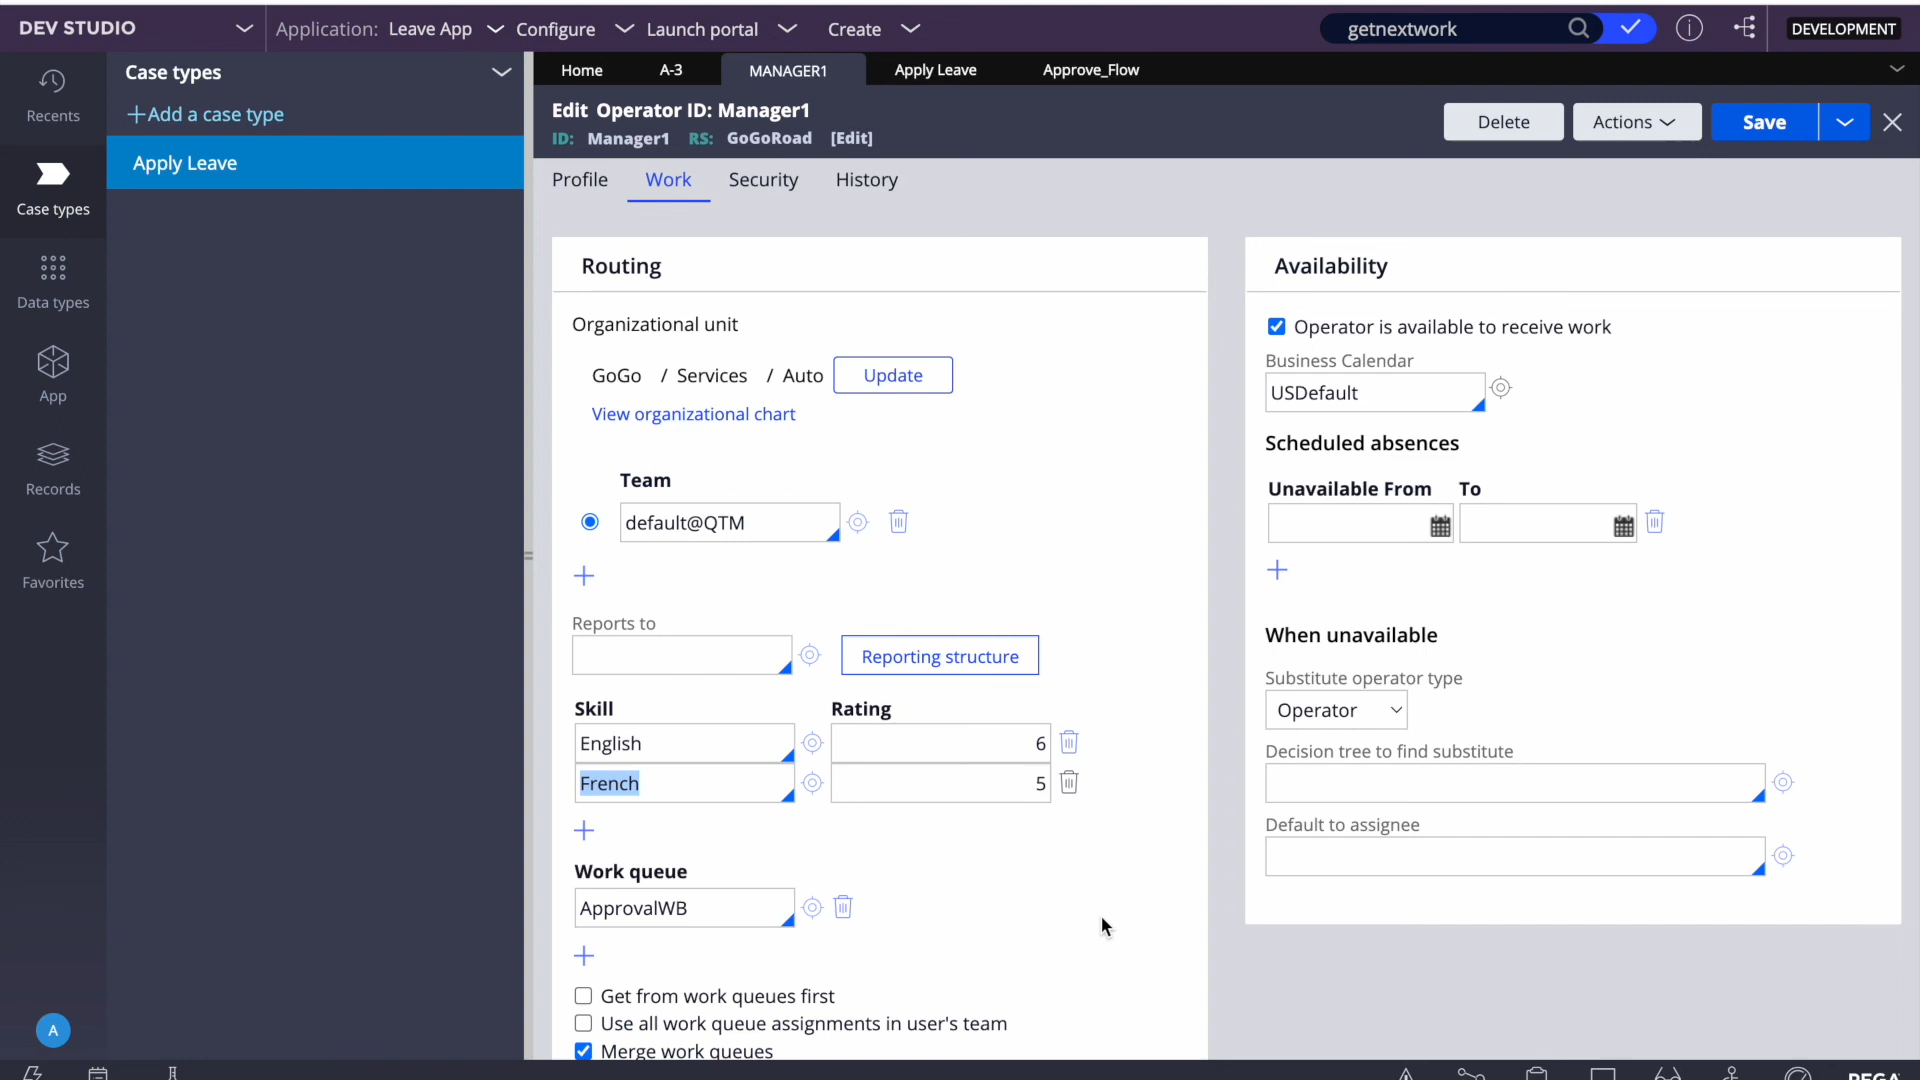 DEV STUDIO
Application: Leave App
Configure
Launch portal
Create
getnextwork
DEVELOPMENT
Recents
Case types
Data types
App
Records
Favorites
A
Case types
+Add a case type
Apply Leave
Home
A-3
MANAGER1
Apply Leave
Approve_Flow
Edit Operator ID: Manager1
ID: Manager1 RS: GoGoRoad [Edit]
Delete
Actions
Save
Profile
Work
Security
History
Routing
Organizational unit
GoGo / Services / Auto
Update
View organizational chart
Team
default@QTM
Reports to
Reporting structure
Skill Rating
English 6
French 5
Work queue
ApprovalWB
Get from work queues first
Use all work queue assignments in user's team
Merge work queues
Availability
Operator is available to receive work
Business Calendar
USDefault
Scheduled absences
Unavailable From To
When unavailable
Substitute operator type
Operator
Decision tree to find substitute
Default to assignee
PEGA